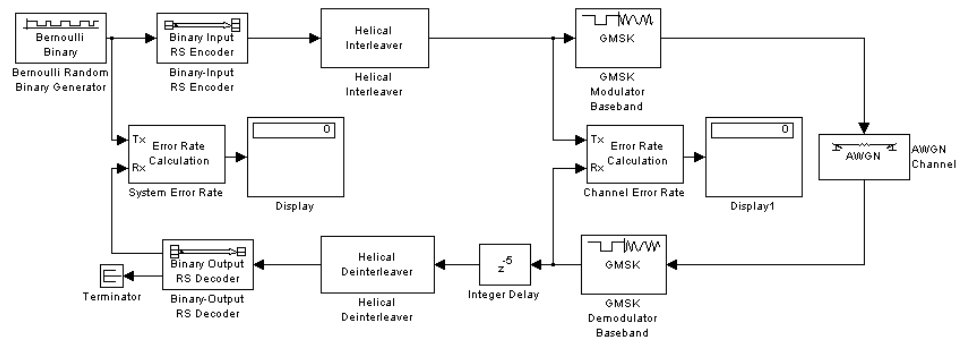 Bernoulli
Binary
Bernoulli Random
Binary Generator
Binary Input
RS Encoder
Binary-Input
RS Encoder
Helical
Interleaver
Helical
Interleaver
GMSK
GMSK
Modulator
Baseband
Tx
Rx
Error Rate
Calculation
System Error Rate
0
Display
Tx
Rx
Error Rate
Calculation
Channel Error Rate
0
Display1
AWGN
AWGN
Channel
Terminator
Binary Output
RS Decoder
Binary-Output
RS Decoder
Helical
Deinterleaver
Helical
Deinterleaver
z-5
Integer Delay
GMSK
GMSK
Demodulator
Baseband